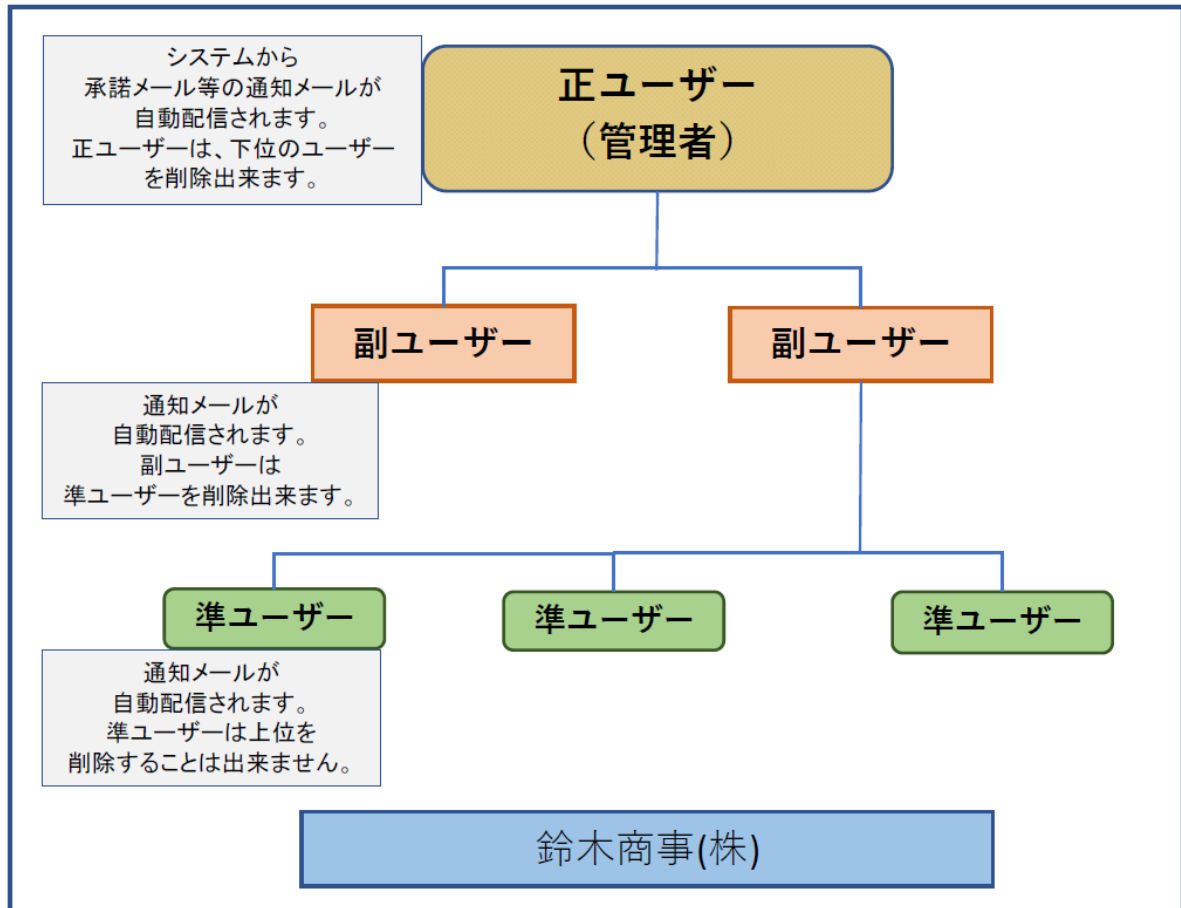 システムから
承諾メール等の通知メールが
自動配信されます。
正ユーザーは、下位のユーザー
を削除出来ます。
正ユーザー
（管理者）
副ユーザー
副ユーザー
通知メールが
自動配信されます。
副ユーザーは
準ユーザーを削除出来ます。
準ユーザー
準ユーザー
準ユーザー
通知メールが
自動配信されます。
準ユーザーは上位を
削除することは出来ません。
鈴木商事(株)